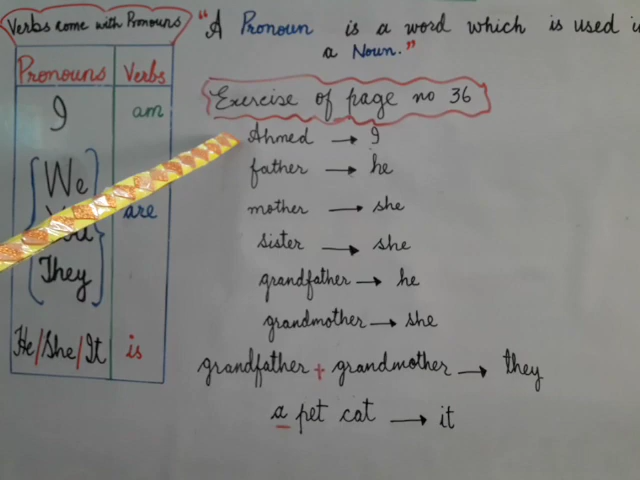 Verbs come with Pronouns
Pronouns Verbs
I am
We
You are
They
He/She/It is
"A Pronoun is a word which is used
a Noun."
Exercise of page no 36
Ahmed → I
father → he
mother → she
sister → she
grandfather → he
grandmother → she
grandfather + grandmother → they
a pet cat → it